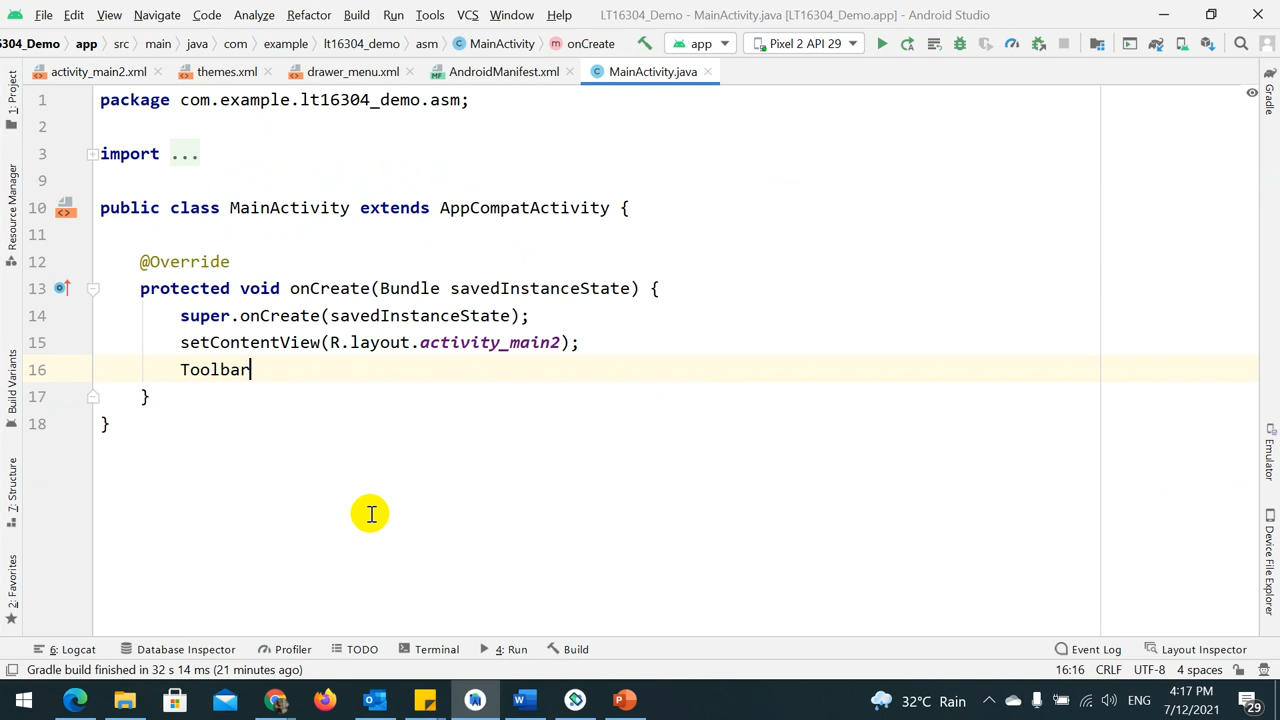 File Edit View Navigate Code Analyze Refactor Build Run Tools VCS Window Help LT16304_Demo - MainActivity.java [LT16304_Demo.app] - Android Studio
304_Demo app src main java com example lt16304_demo asm MainActivity onCreate app Pixel 2 API 29
activity_main2.xml themes.xml drawer_menu.xml AndroidManifest.xml MainActivity.java
1 package com.example.lt16304_demo.asm;
2
3 import ...
9
10 public class MainActivity extends AppCompatActivity {
11
12 @Override
13 protected void onCreate(Bundle savedInstanceState) {
14 super.onCreate(savedInstanceState);
15 setContentView(R.layout.activity_main2);
16 Toolbar
17 }
18 }
1: Project
Resource Manager
Build Variants
7: Structure
2: Favorites
Gradle
Emulator
Device File Explorer
6: Logcat Database Inspector Profiler TODO Terminal 4: Run Build Event Log Layout Inspector
Gradle build finished in 32 s 14 ms (21 minutes ago) 16:16 CRLF UTF-8 4 spaces
32°C Rain ENG 4:17 PM
7/12/2021 29